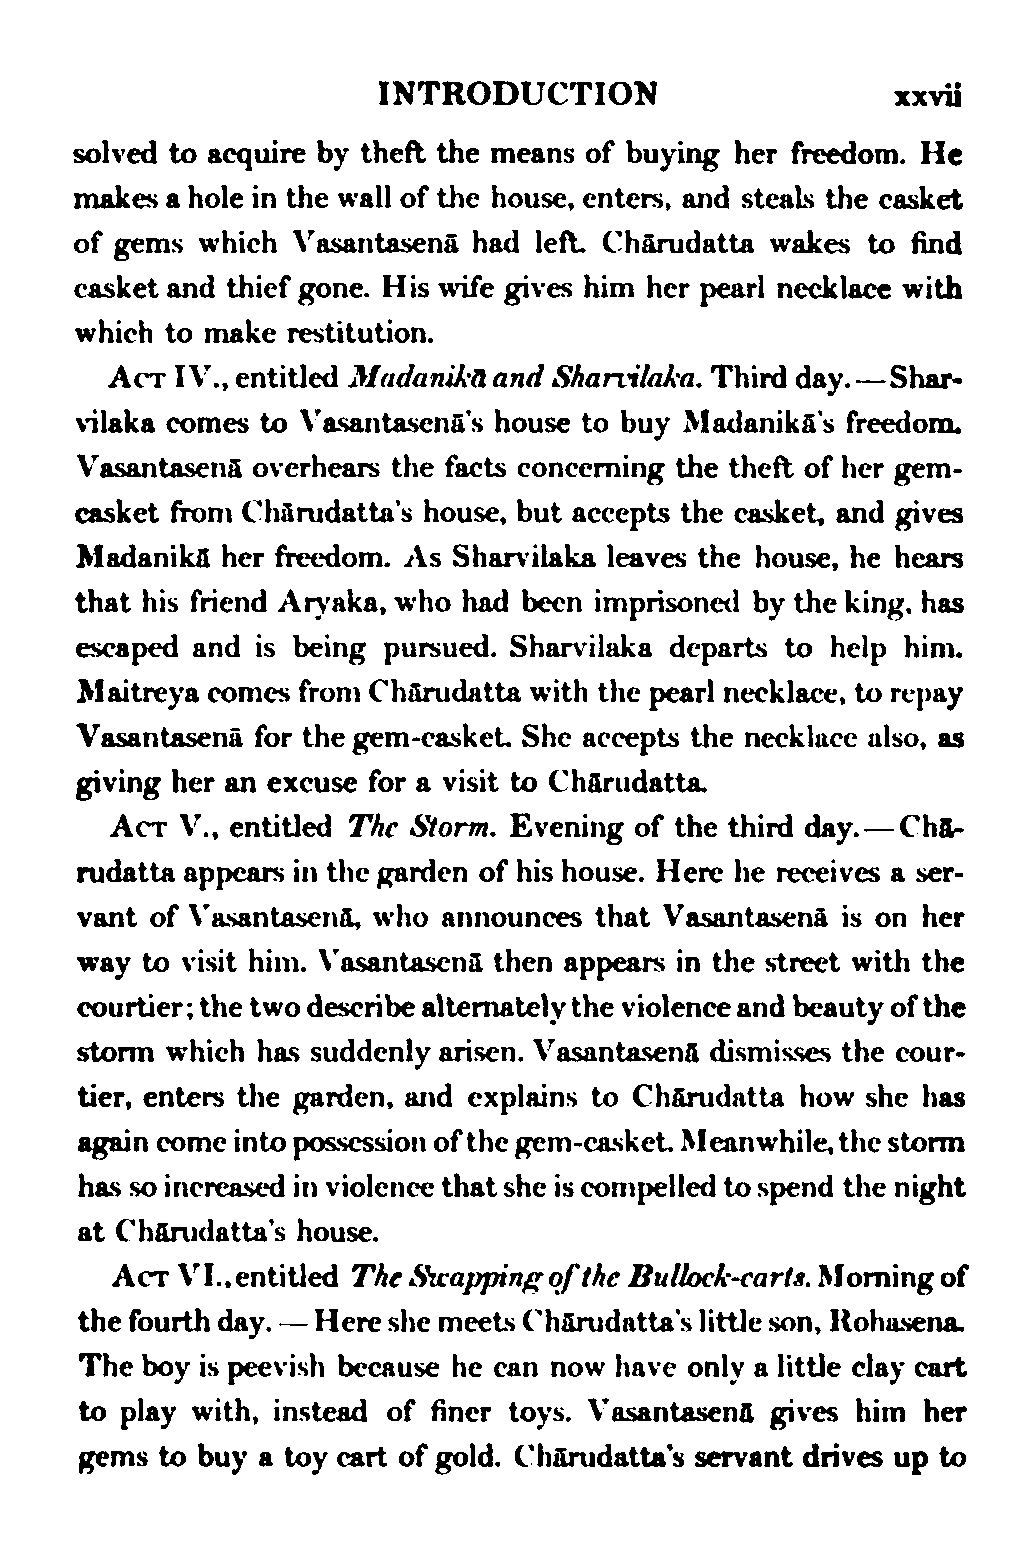 INTRODUCTION xxvii
solved to acquire by theft the means of buying her freedom. He
makes a hole in the wall of the house, enters, and steals the casket
of gems which Vasantasenā had left. Chārudatta wakes to find
casket and thief gone. His wife gives him her pearl necklace with
which to make restitution.
Act IV., entitled Madanikā and Sharvilaka. Third day.—Shar-
vilaka comes to Vasantasenā's house to buy Madanikā's freedom.
Vasantasenā overhears the facts concerning the theft of her gem-
casket from Chārudatta's house, but accepts the casket, and gives
Madanikā her freedom. As Sharvilaka leaves the house, he hears
that his friend Aryaka, who had been imprisoned by the king, has
escaped and is being pursued. Sharvilaka departs to help him.
Maitreya comes from Chārudatta with the pearl necklace, to repay
Vasantasenā for the gem-casket. She accepts the necklace also, as
giving her an excuse for a visit to Chārudatta.
Act V., entitled The Storm. Evening of the third day.—Chā-
rudatta appears in the garden of his house. Here he receives a ser-
vant of Vasantasenā, who announces that Vasantasenā is on her
way to visit him. Vasantasenā then appears in the street with the
courtier; the two describe alternately the violence and beauty of the
storm which has suddenly arisen. Vasantasenā dismisses the cour-
tier, enters the garden, and explains to Chārudatta how she has
again come into possession of the gem-casket. Meanwhile, the storm
has so increased in violence that she is compelled to spend the night
at Chārudatta's house.
Act VI., entitled The Swapping of the Bullock-carts. Morning of
the fourth day.—Here she meets Chārudatta's little son, Rohasena.
The boy is peevish because he can now have only a little clay cart
to play with, instead of finer toys. Vasantasenā gives him her
gems to buy a toy cart of gold. Chārudatta's servant drives up to